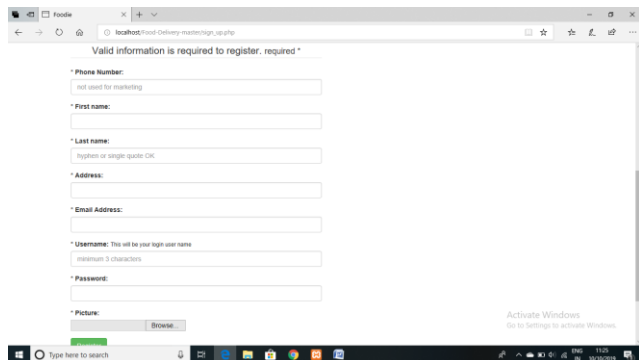 Foodie
localhost/Food-Delivery-master/sign_up.php
Valid information is required to register. required *
* Phone Number:
not used for marketing
* First name:
* Last name:
hyphen or single quote OK
* Address:
* Email Address:
* Username: This will be your login user name
minimum 3 characters
* Password:
* Picture:
Browse...
Activate Windows
Go to Settings to activate Windows.
Type here to search
ENG
11:25
IN
10/10/2019